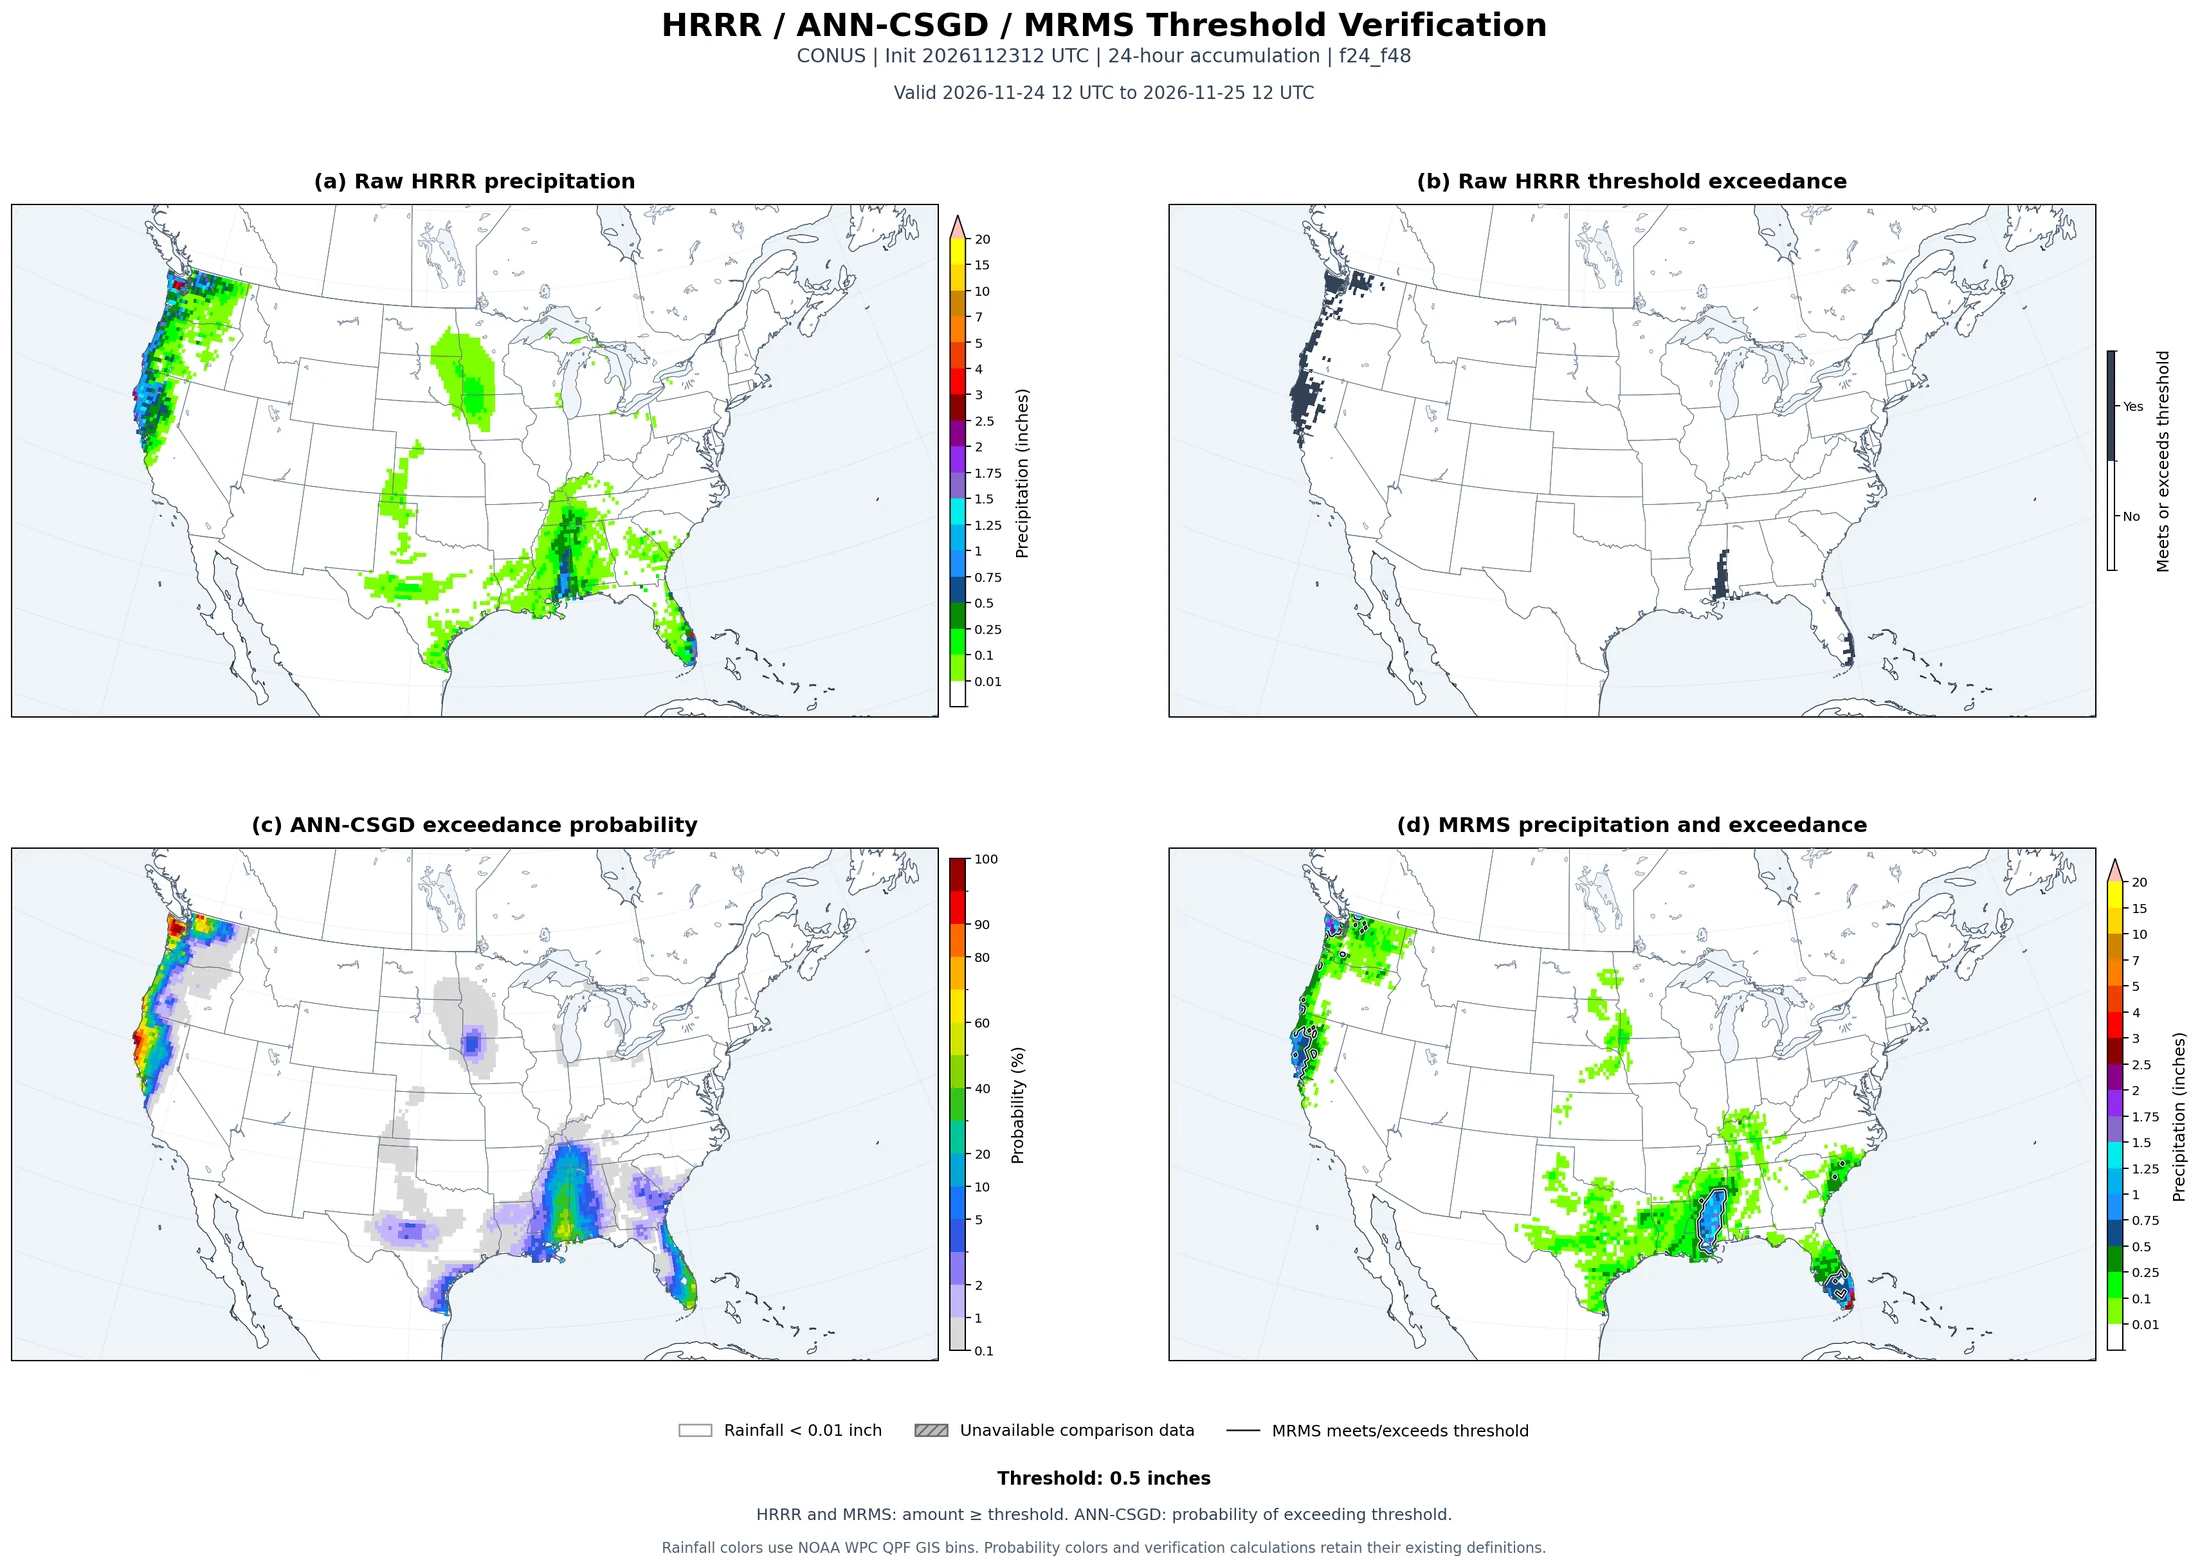 HRRR / ANN-CSGD / MRMS Threshold Verification
CONUS | Init 2026112312 UTC | 24-hour accumulation | f24_f48
Valid 2026-11-24 12 UTC to 2026-11-25 12 UTC
(a) Raw HRRR precipitation
20
15
10
7
5
4
3
2.5
2
1.75
1.5
1.25
1
0.75
0.5
0.25
0.1
0.01
Precipitation (inches)
(b) Raw HRRR threshold exceedance
Yes
No
Meets or exceeds threshold
(c) ANN-CSGD exceedance probability
100
90
80
60
40
20
10
5
2
1
0.1
Probability (%)
(d) MRMS precipitation and exceedance
20
15
10
7
5
4
3
2.5
2
1.75
1.5
1.25
1
0.75
0.5
0.25
0.1
0.01
Precipitation (inches)
Rainfall < 0.01 inch
Unavailable comparison data
MRMS meets/exceeds threshold
Threshold: 0.5 inches
HRRR and MRMS: amount ≥ threshold. ANN-CSGD: probability of exceeding threshold.
Rainfall colors use NOAA WPC QPF GIS bins. Probability colors and verification calculations retain their existing definitions.